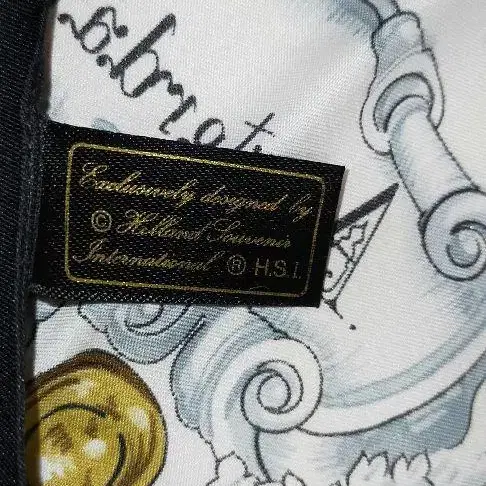 Exclusively designed by
© Holland Souvenir
International ® H.S.I.